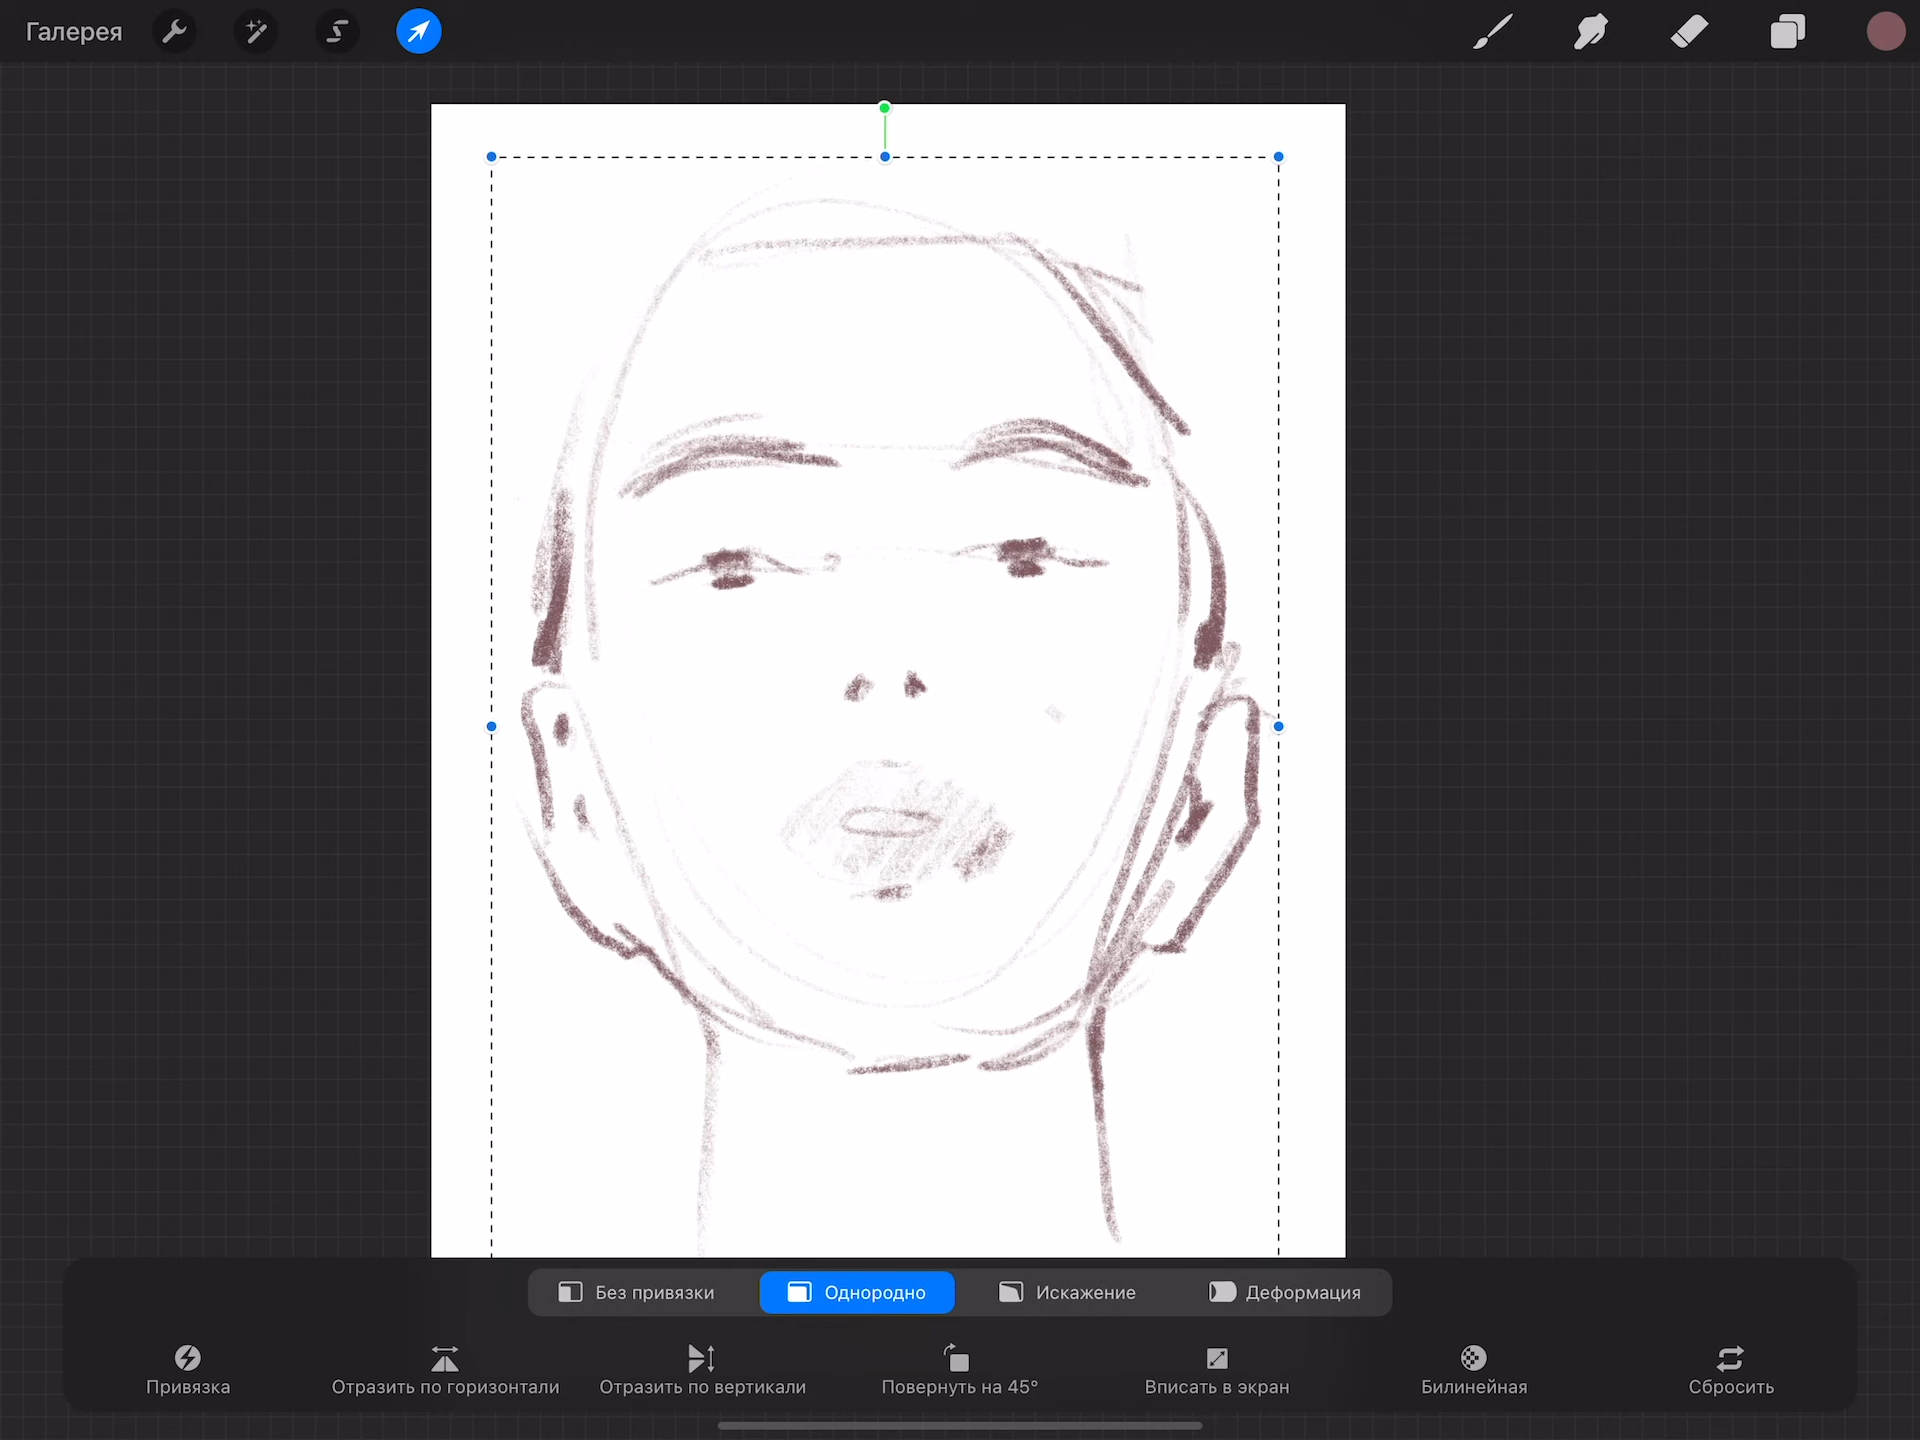 Галерея
Без привязки
Однородно
Искажение
Деформация
Привязка
Отразить по горизонтали
Отразить по вертикали
Повернуть на 45°
Вписать в экран
Билинейная
Сбросить